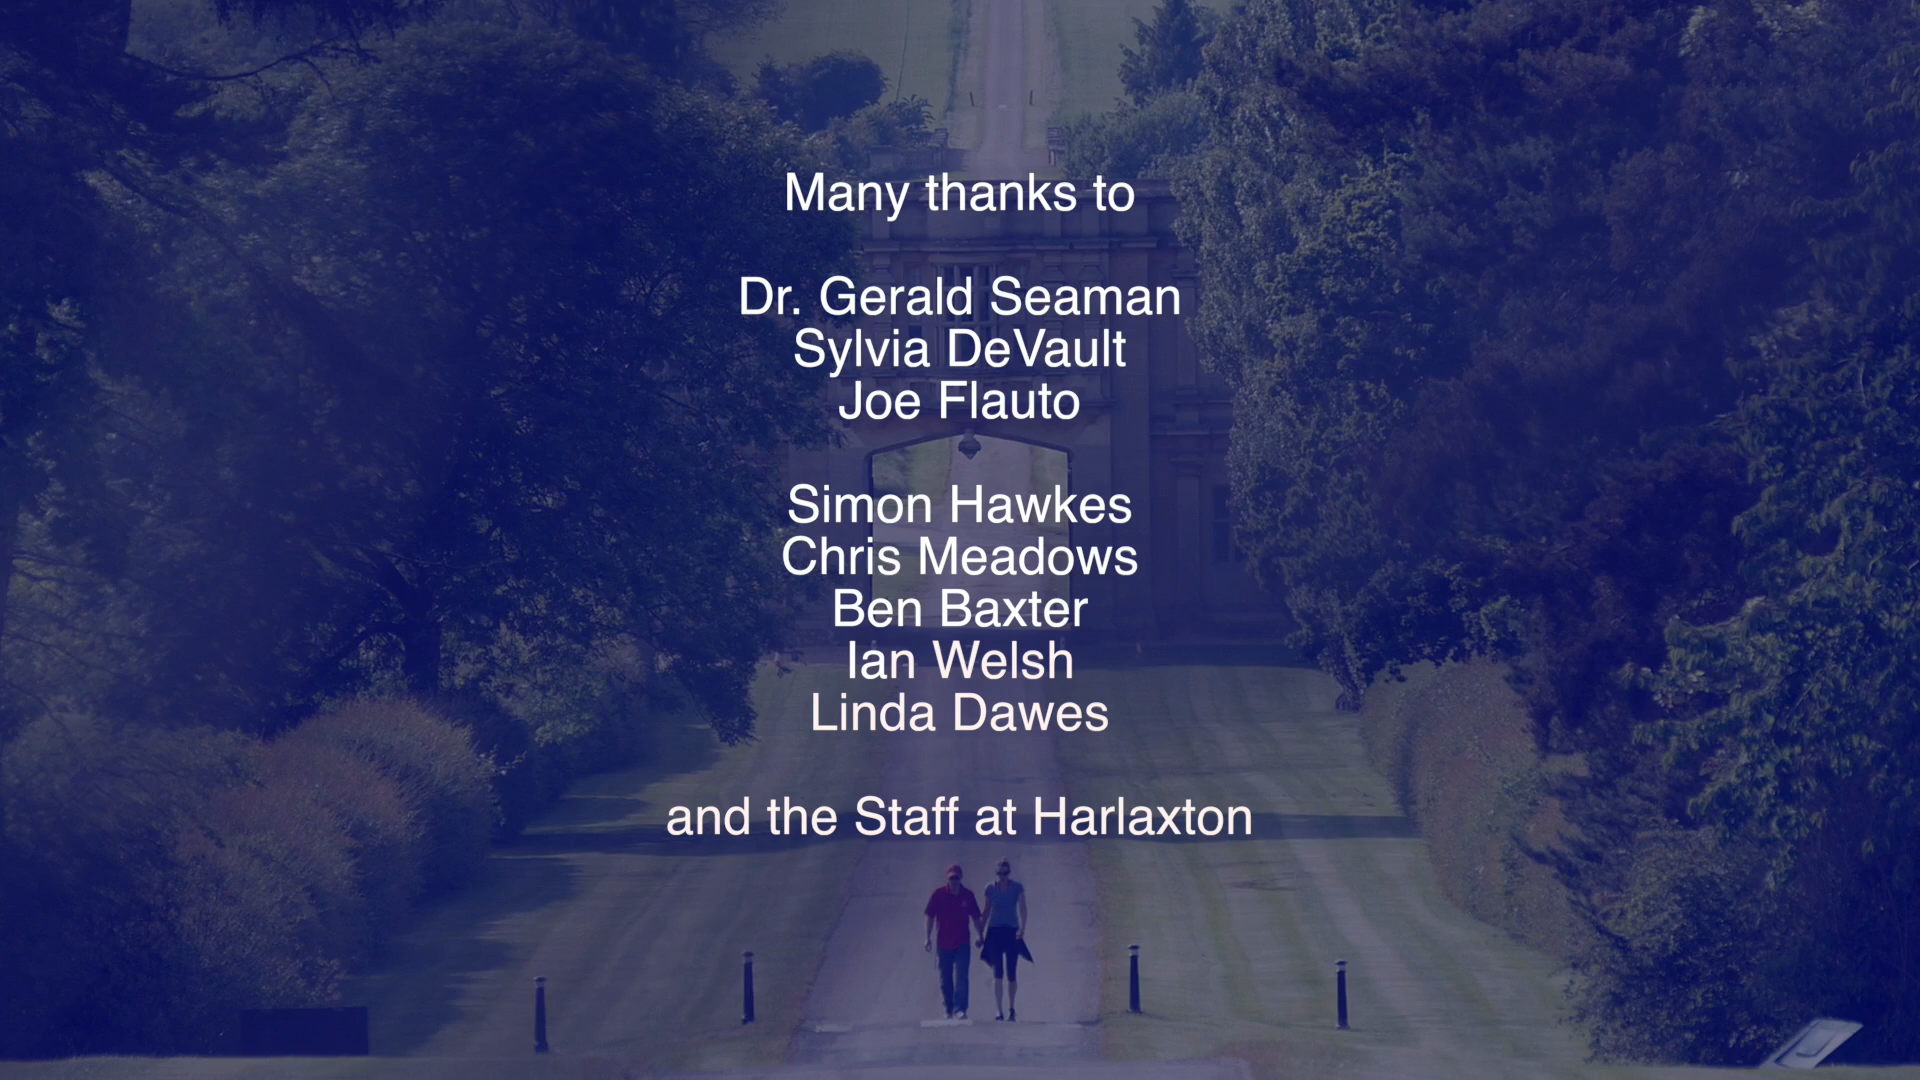 Many thanks to
Dr. Gerald Seaman
Sylvia DeVault
Joe Flauto
Simon Hawkes
Chris Meadows
Ben Baxter
Ian Welsh
Linda Dawes
and the Staff at Harlaxton